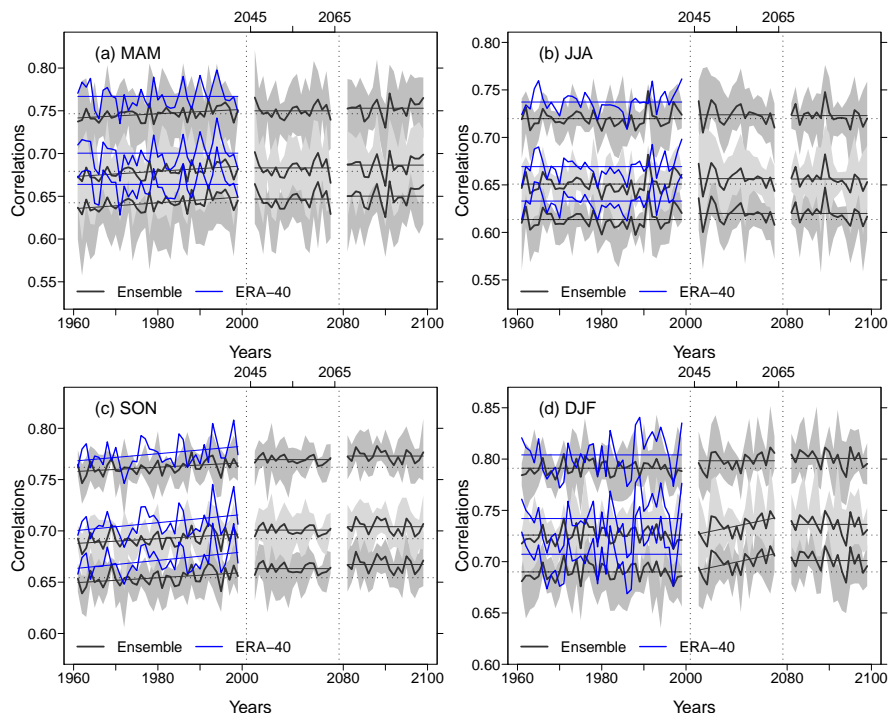 2045 2065
(a) MAM
0.80
0.75
0.70
0.65
0.60
0.55
Correlations
Ensemble ERA−40
1960 1980 2000 2080 2100
Years
2045 2065
(b) JJA
0.80
0.75
0.70
0.65
0.60
0.55
Correlations
Ensemble ERA−40
1960 1980 2000 2080 2100
Years
2045 2065
(c) SON
0.80
0.75
0.70
0.65
0.60
Correlations
Ensemble ERA−40
1960 1980 2000 2080 2100
Years
2045 2065
(d) DJF
0.85
0.80
0.75
0.70
0.65
0.60
Correlations
Ensemble ERA−40
1960 1980 2000 2080 2100
Years